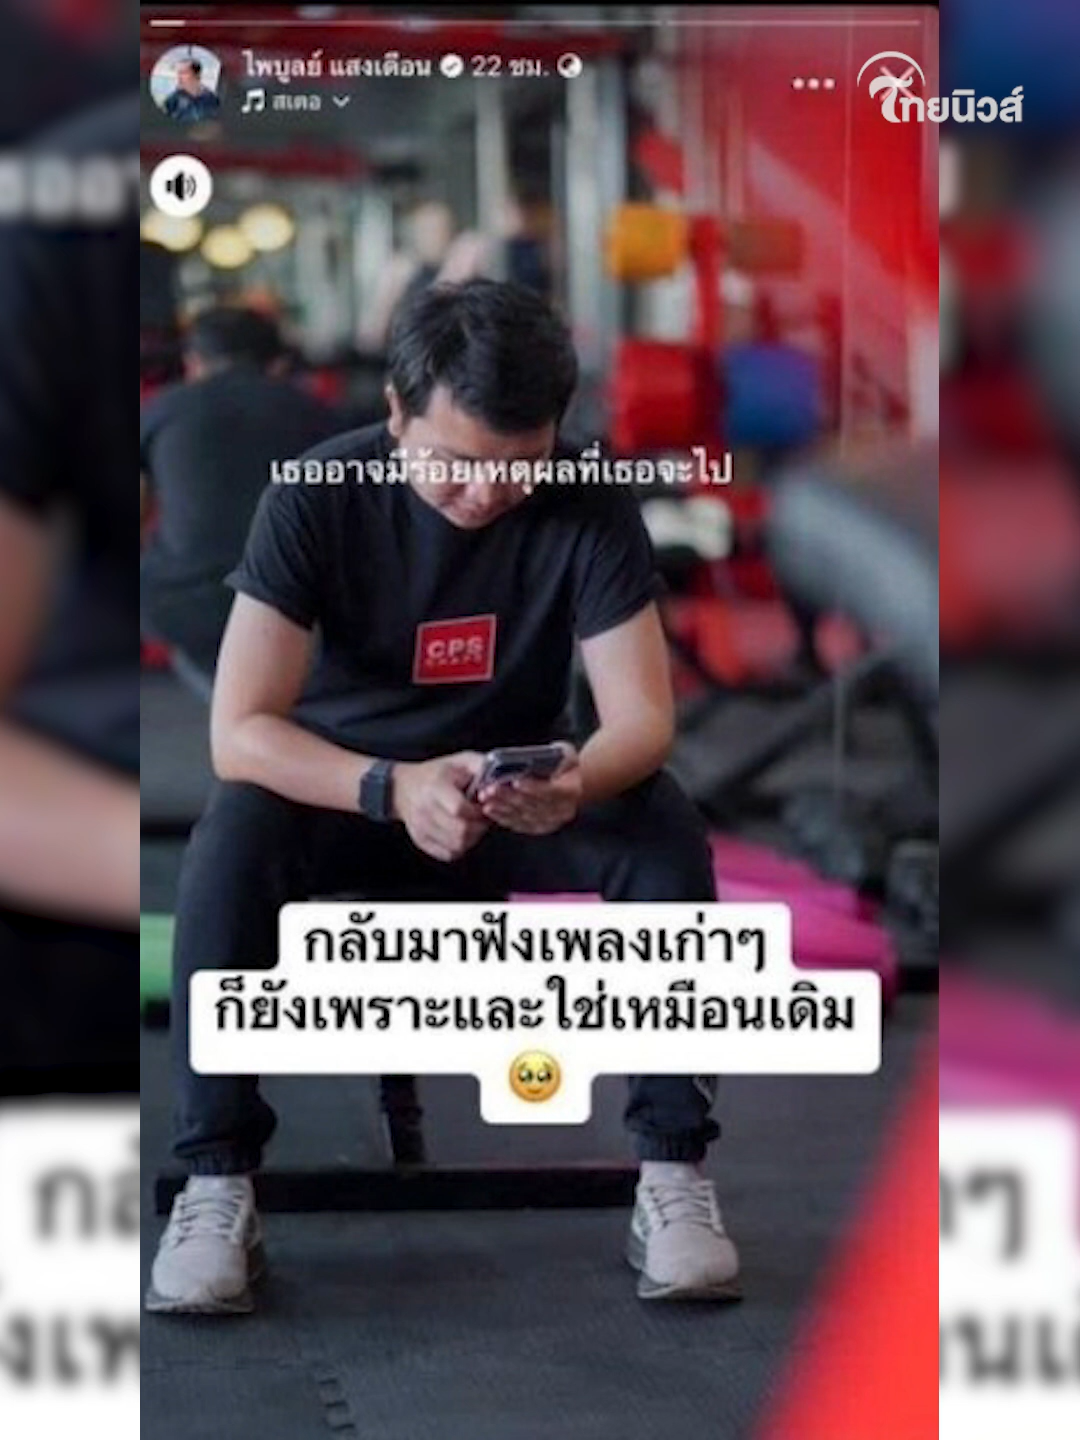 ไพบูลย์ แสงเดือน 22 ชม.
สเตอ
ไทยนิวส์
เธออาจมีร้อยเหตุผลที่เธอจะไป
CPS
กลับมาฟังเพลงเก่าๆ
ก็ยังเพราะและใช่เหมือนเดิม
🥹